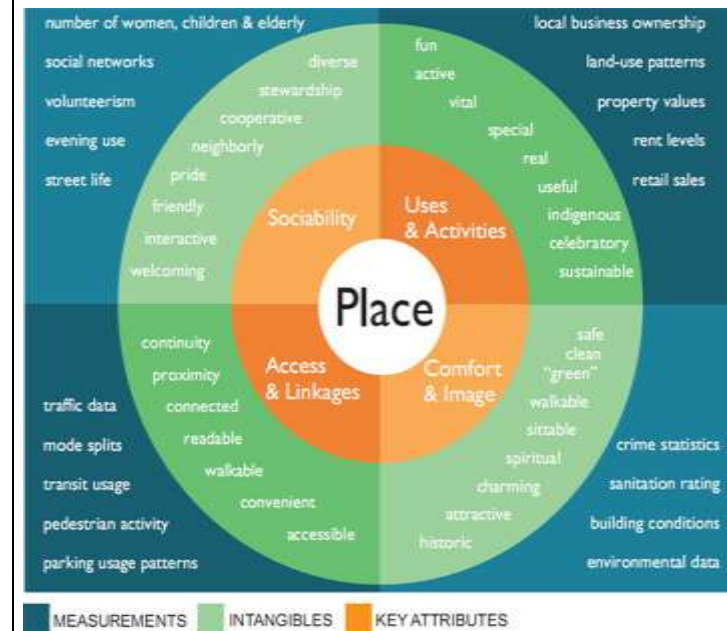 number of women, children & elderly
social networks
volunteerism
evening use
street life
diverse
stewardship
cooperative
neighborly
pride
friendly
interactive
welcoming
Sociability
fun
active
vital
special
real
useful
indigenous
celebratory
sustainable
Uses
& Activities
local business ownership
land-use patterns
property values
rent levels
retail sales
Place
continuity
proximity
connected
readable
walkable
convenient
accessible
Access
& Linkages
traffic data
mode splits
transit usage
pedestrian activity
parking usage patterns
Comfort
& Image
safe
clean
"green"
walkable
sittable
spiritual
charming
attractive
historic
crime statistics
sanitation rating
building conditions
environmental data
MEASUREMENTS INTANGIBLES KEY ATTRIBUTES